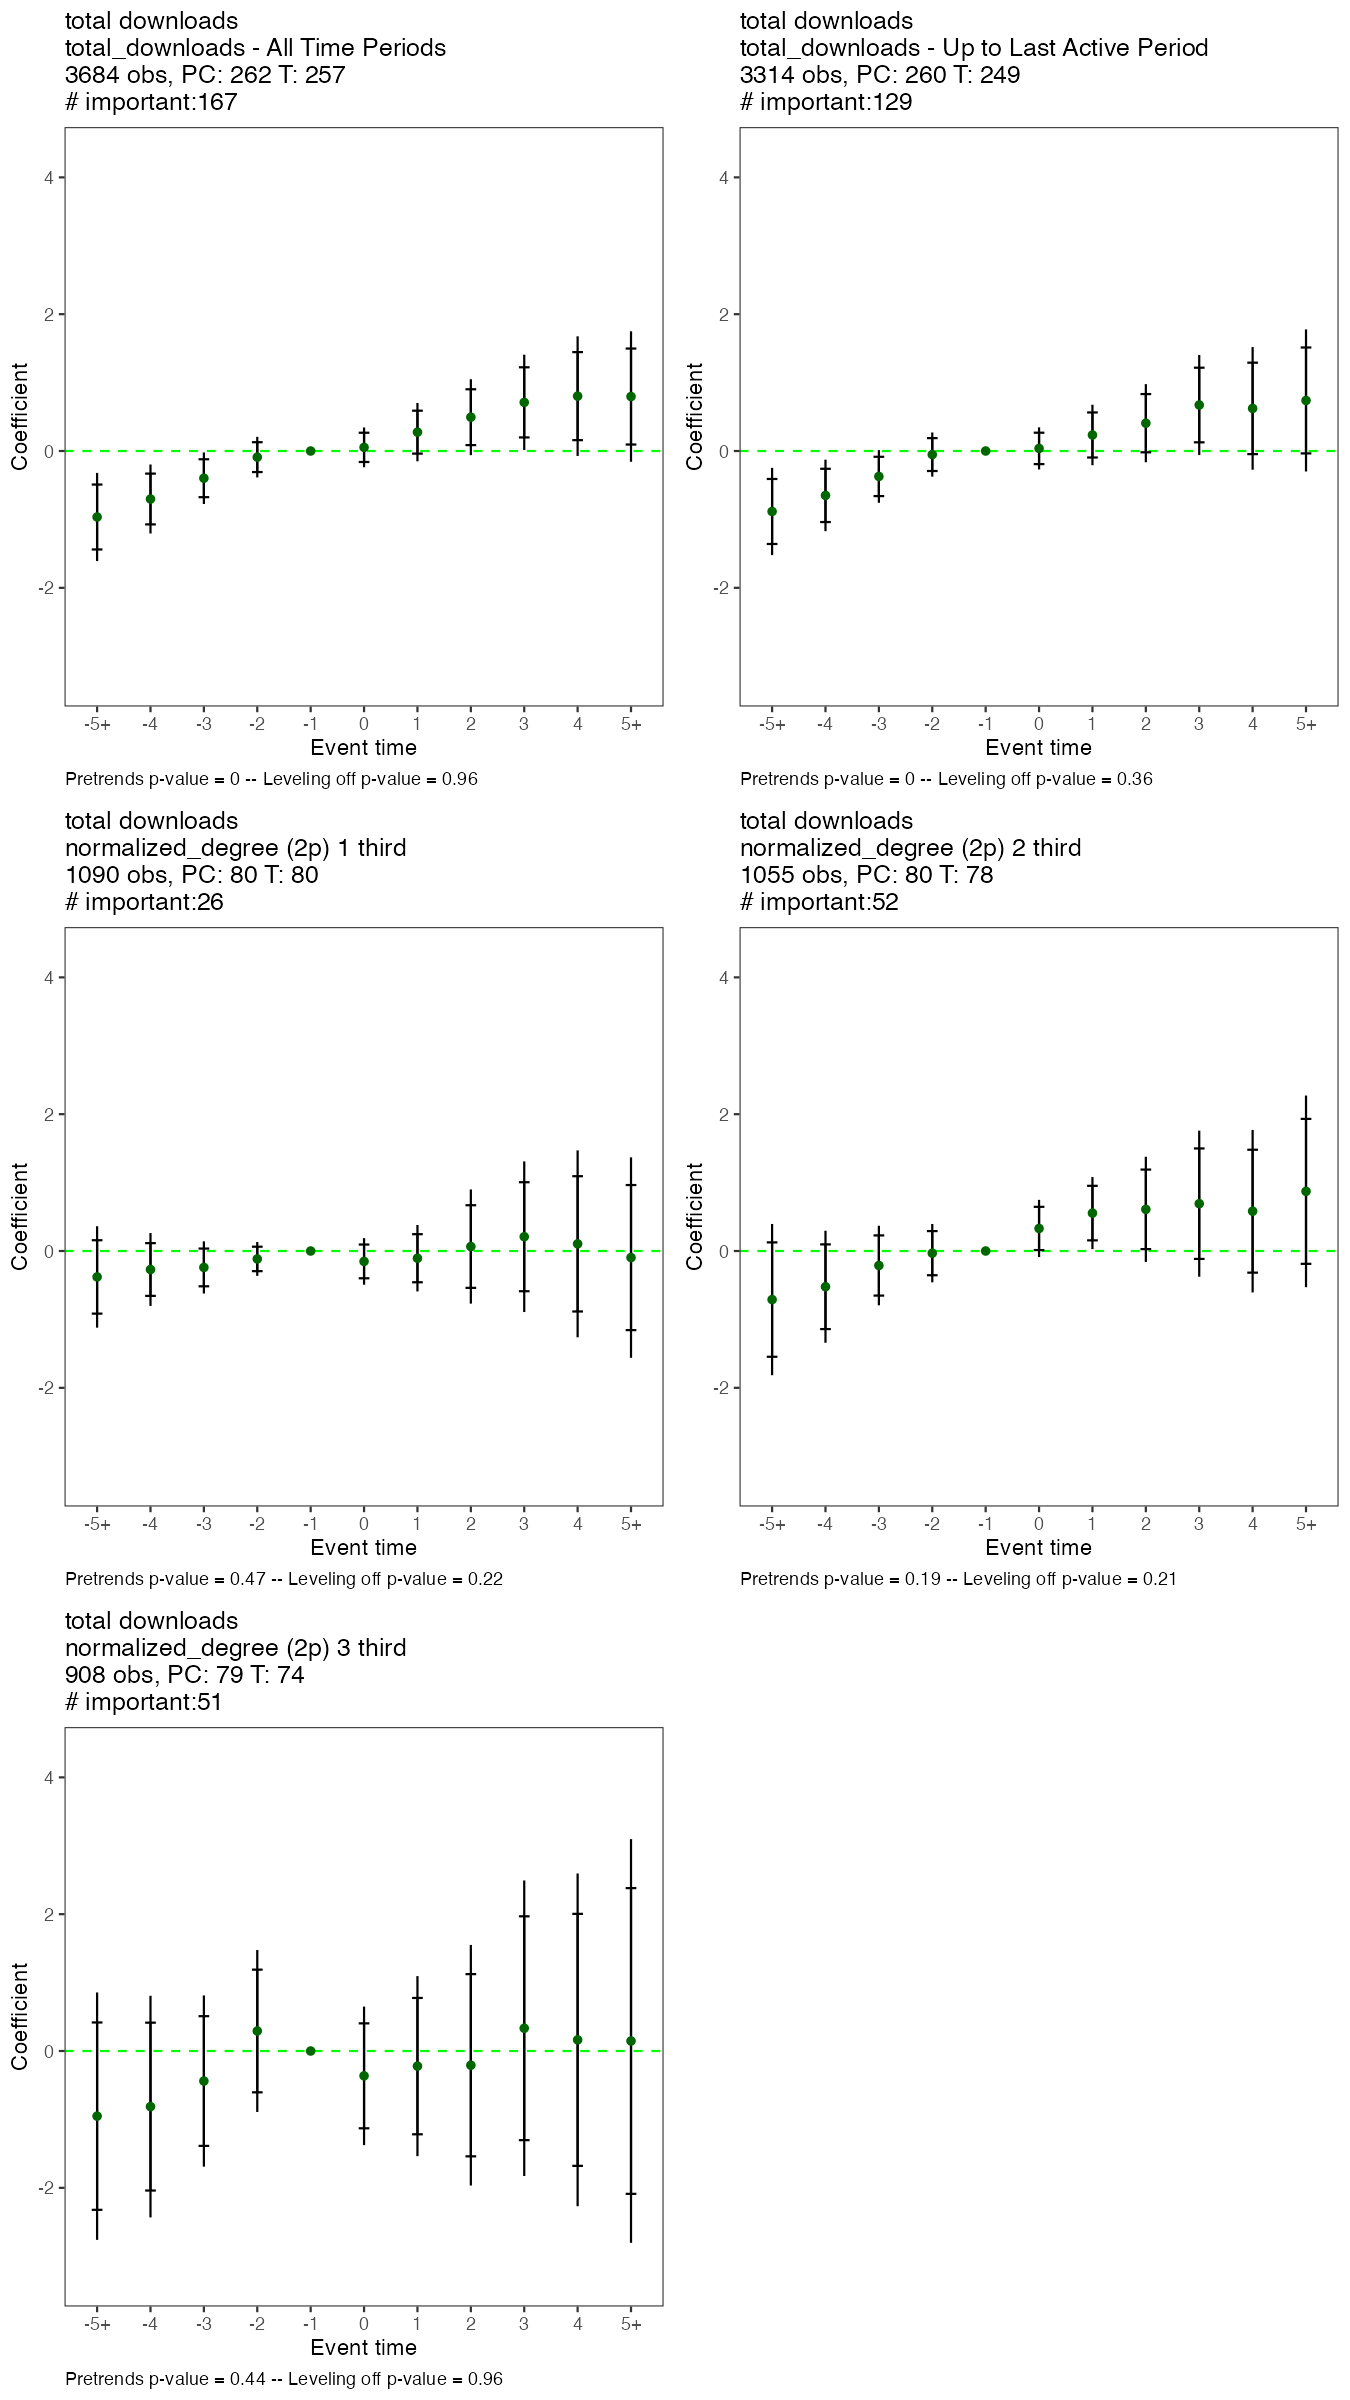 total downloads
total_downloads - All Time Periods
3684 obs, PC: 262 T: 257
# important:167
4
2
0
-2
Coefficient
-5+ -4 -3 -2 -1 0 1 2 3 4 5+
Event time
Pretrends p-value = 0 -- Leveling off p-value = 0.96
total downloads
total_downloads - Up to Last Active Period
3314 obs, PC: 260 T: 249
# important:129
4
2
0
-2
Coefficient
-5+ -4 -3 -2 -1 0 1 2 3 4 5+
Event time
Pretrends p-value = 0 -- Leveling off p-value = 0.36
total downloads
normalized_degree (2p) 1 third
1090 obs, PC: 80 T: 80
# important:26
4
2
0
-2
Coefficient
-5+ -4 -3 -2 -1 0 1 2 3 4 5+
Event time
Pretrends p-value = 0.47 -- Leveling off p-value = 0.22
total downloads
normalized_degree (2p) 2 third
1055 obs, PC: 80 T: 78
# important:52
4
2
0
-2
Coefficient
-5+ -4 -3 -2 -1 0 1 2 3 4 5+
Event time
Pretrends p-value = 0.19 -- Leveling off p-value = 0.21
total downloads
normalized_degree (2p) 3 third
908 obs, PC: 79 T: 74
# important:51
4
2
0
-2
Coefficient
-5+ -4 -3 -2 -1 0 1 2 3 4 5+
Event time
Pretrends p-value = 0.44 -- Leveling off p-value = 0.96